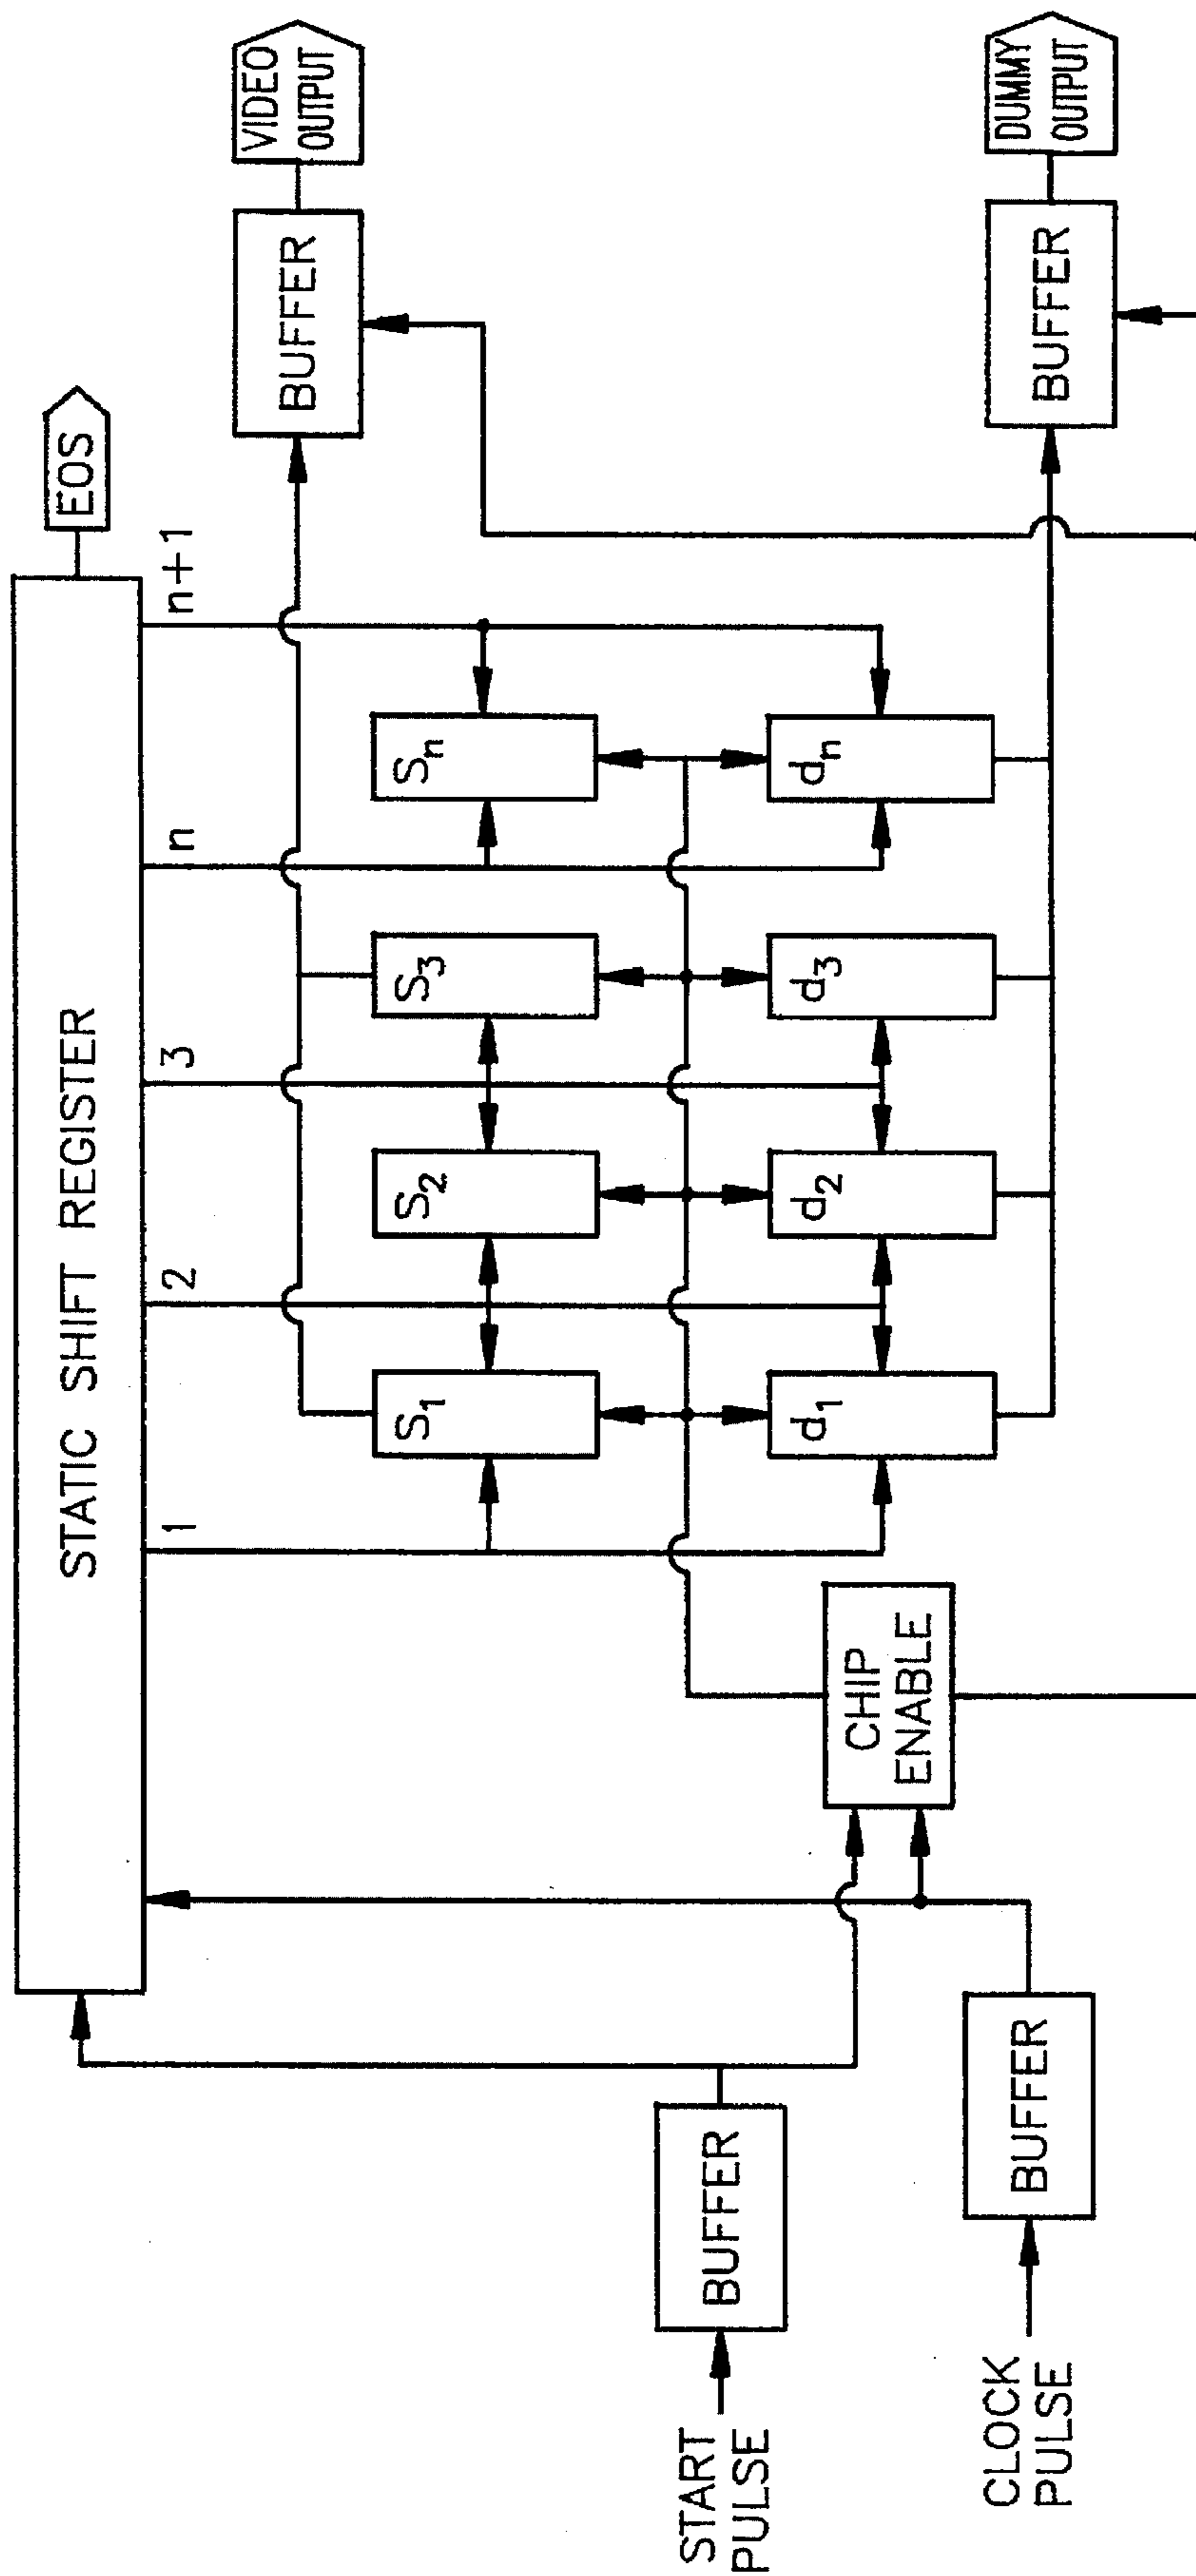 STATIC SHIFT REGISTER
EOS
1
2
3
n
n+1
BUFFER
VIDEO
OUTPUT
S1
S2
S3
Sn
START
PULSE
BUFFER
CHIP
ENABLE
d1
d2
d3
dn
BUFFER
DUMMY
OUTPUT
CLOCK
PULSE
BUFFER